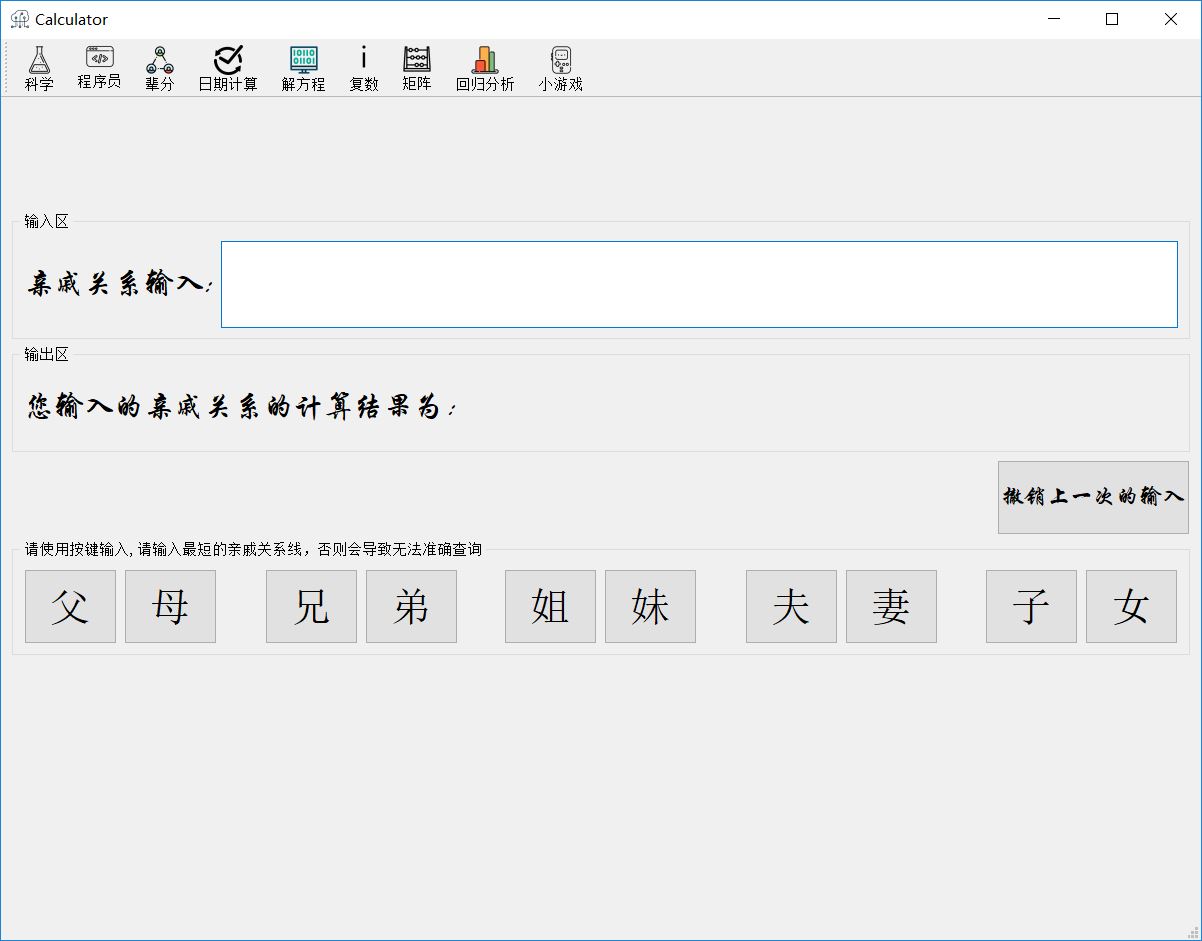 Calculator
科学 程序员 辈分 日期计算 解方程 复数 矩阵 回归分析 小游戏
输入区
亲戚关系输入:
输出区
您输入的亲戚关系的计算结果为:
撤销上一次的输入
请使用按键输入, 请输入最短的亲戚关系线，否则会导致无法准确查询
父 母 兄 弟 姐 妹 夫 妻 子 女